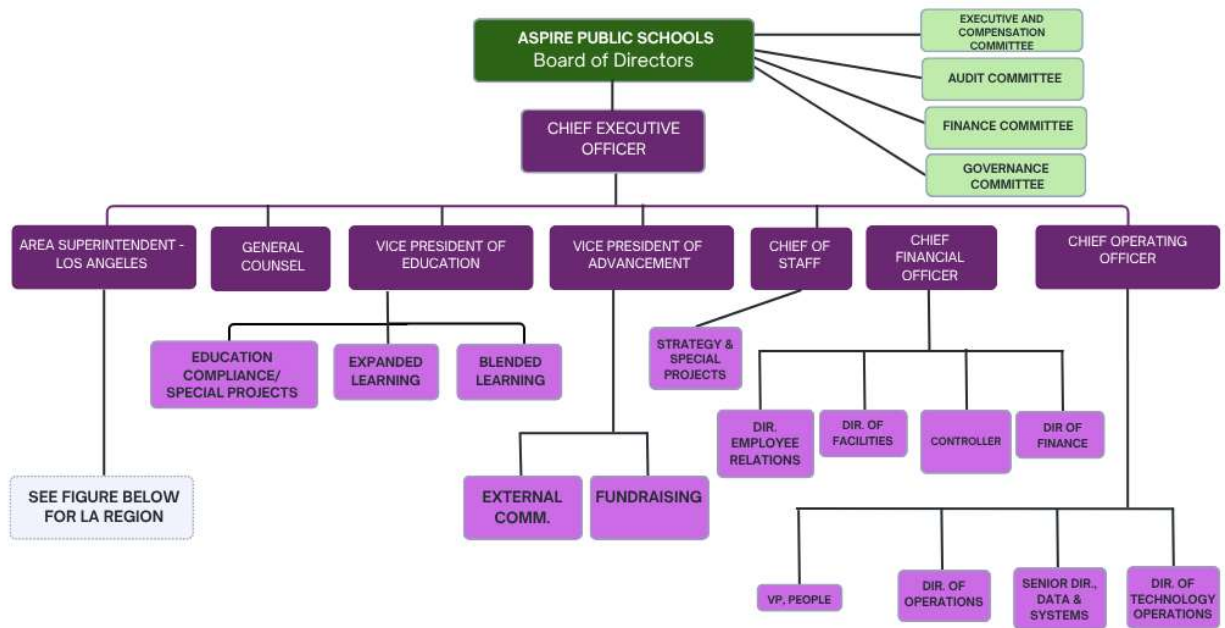 ASPIRE PUBLIC SCHOOLS
Board of Directors
EXECUTIVE AND
COMPENSATION
COMMITTEE
AUDIT COMMITTEE
FINANCE COMMITTEE
GOVERNANCE
COMMITTEE
CHIEF EXECUTIVE
OFFICER
AREA SUPERINTENDENT -
LOS ANGELES
GENERAL
COUNSEL
VICE PRESIDENT OF
EDUCATION
VICE PRESIDENT OF
ADVANCEMENT
CHIEF OF
STAFF
CHIEF
FINANCIAL
OFFICER
CHIEF OPERATING
OFFICER
EDUCATION
COMPLIANCE/
SPECIAL PROJECTS
EXPANDED
LEARNING
BLENDED
LEARNING
STRATEGY &
SPECIAL
PROJECTS
DIR.
EMPLOYEE
RELATIONS
DIR. OF
FACILITIES
CONTROLLER
DIR OF
FINANCE
SEE FIGURE BELOW
FOR LA REGION
EXTERNAL
COMM.
FUNDRAISING
VP, PEOPLE
DIR. OF
OPERATIONS
SENIOR DIR.,
DATA &
SYSTEMS
DIR. OF
TECHNOLOGY
OPERATIONS